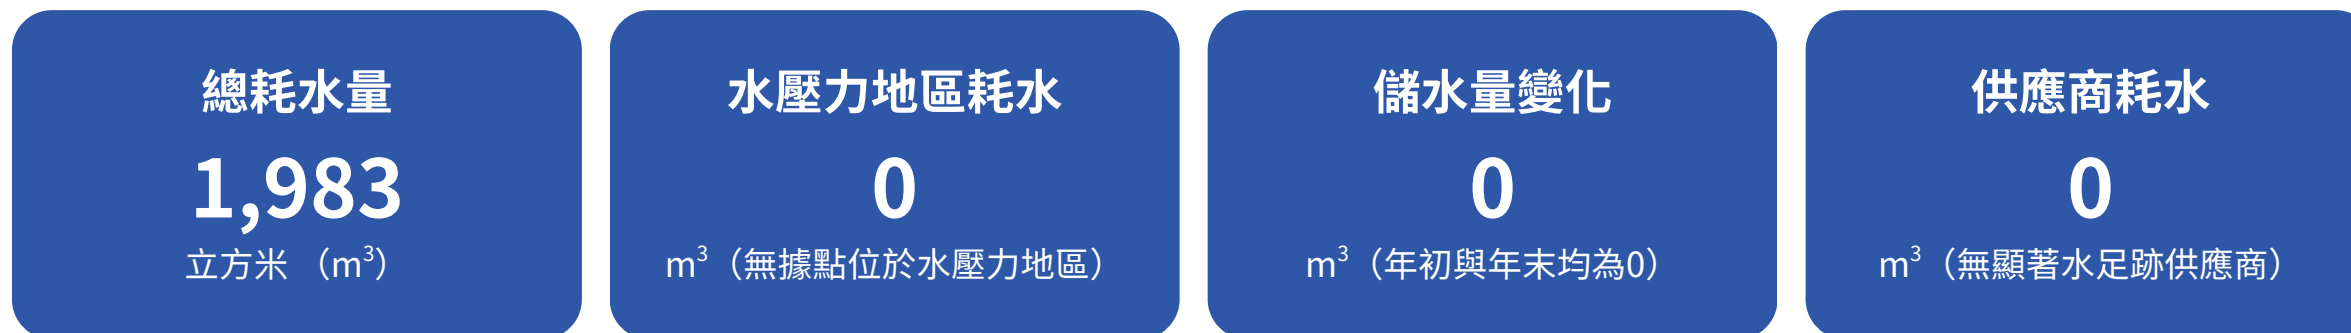 總耗水量
1,983
立方米 （m³）
水壓力地區耗水
0
m³（無據點位於水壓力地區）
儲水量變化
0
m³（年初與年末均為0）
供應商耗水
0
m³（無顯著水足跡供應商）